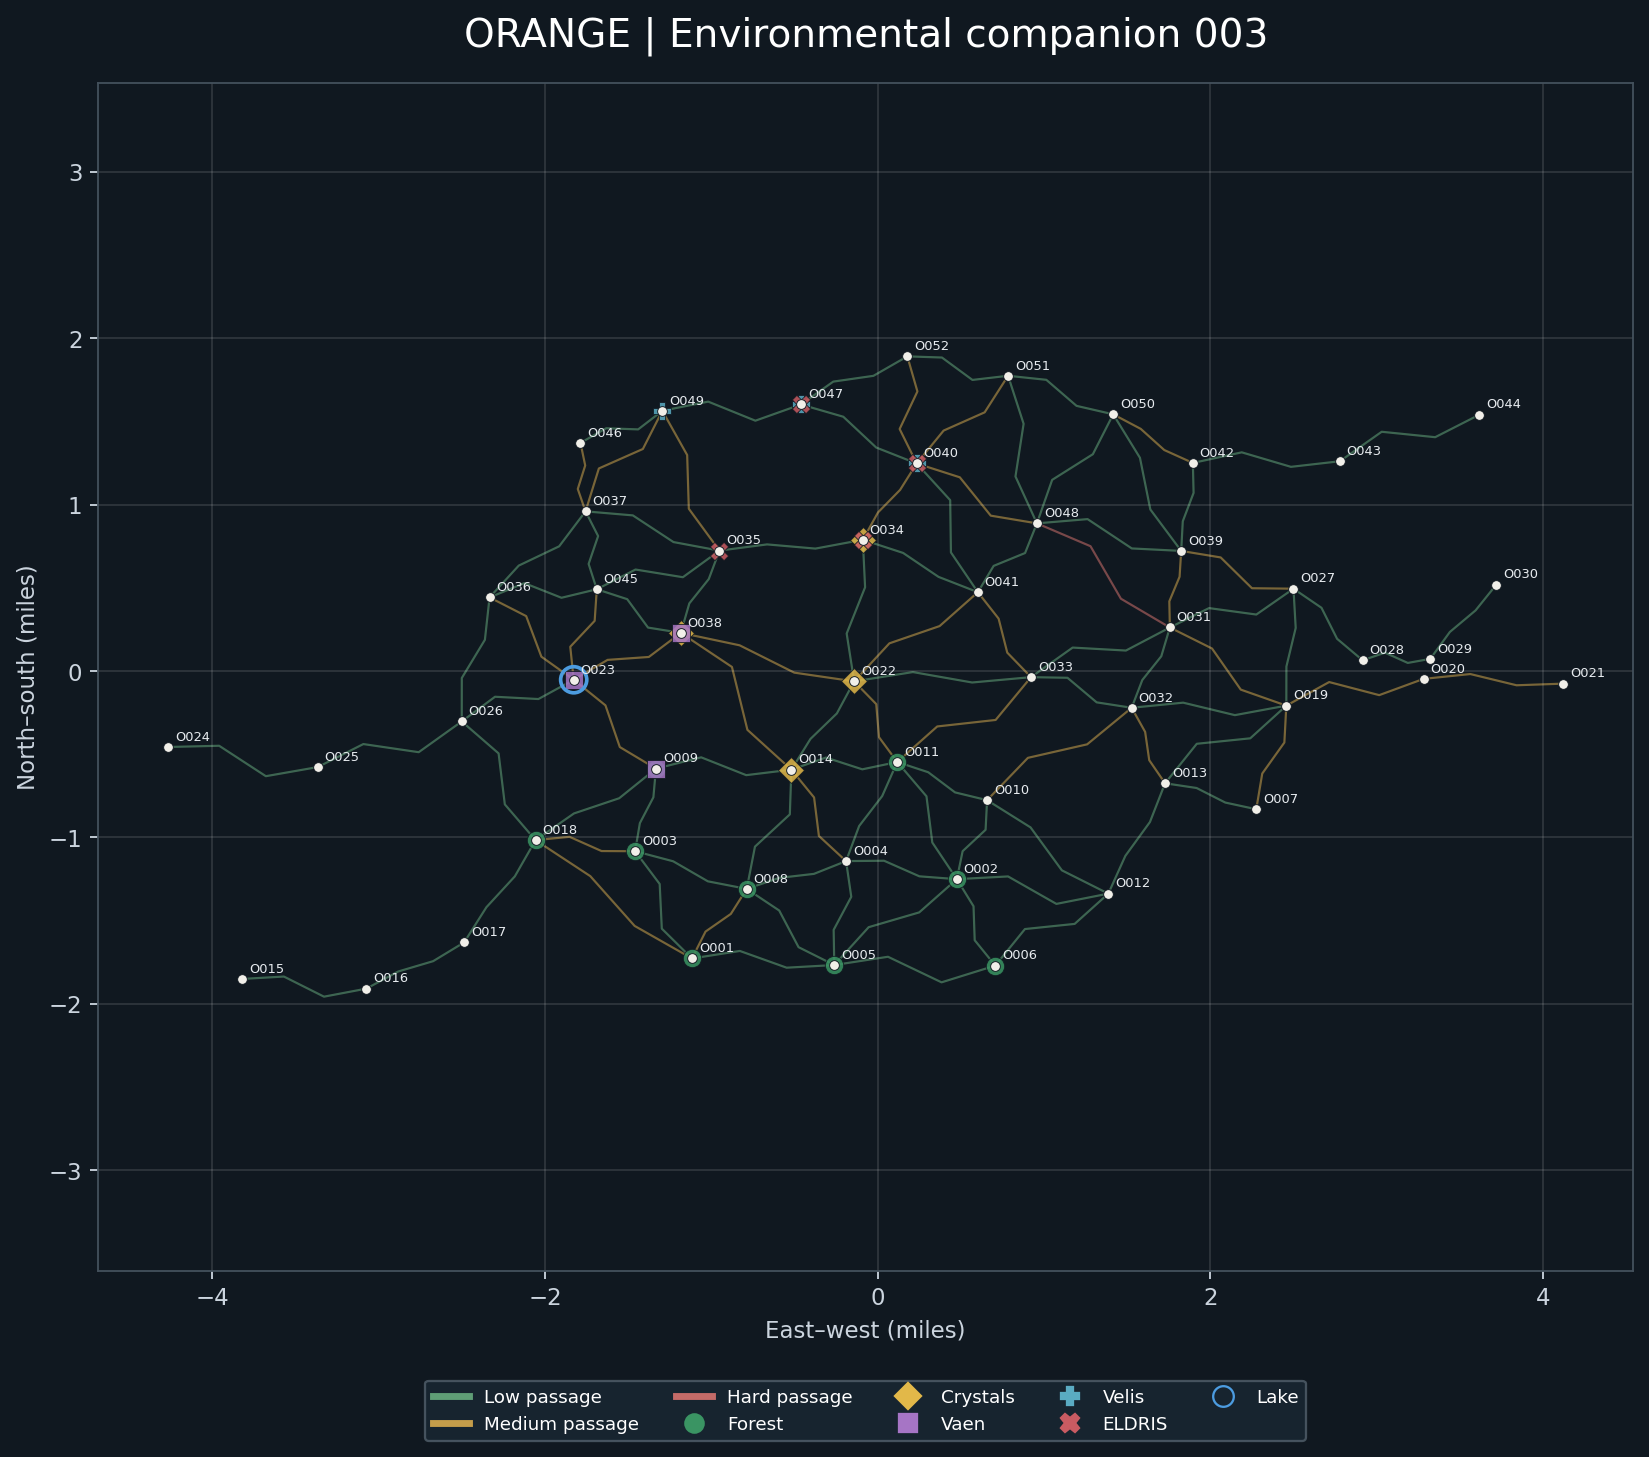 ORANGE | Environmental companion 003
3
2
1
0
−1
−2
−3
North–south (miles)
O052
O051
O047
O049
O050
O044
O046
O040
O042
O043
O037
O048
O034
O035
O039
O045
O041
O027
O030
O036
O031
O038
O028
O029
O023
O022
O033
O020
O021
O026
O032
O019
O024
O025
O009
O014
O011
O013
O010
O007
O018
O003
O004
O008
O002
O012
O017
O001
O005
O006
O015
O016
−4
−2
0
2
4
East–west (miles)
Low passage
Medium passage
Hard passage
Forest
Crystals
Vaen
Velis
ELDRIS
Lake